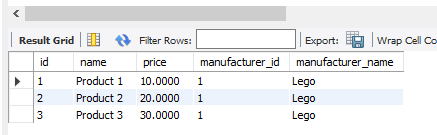 Result Grid Filter Rows: Export: Wrap Cell Co
id name price manufacturer_id manufacturer_name
1 Product 1 10.0000 1 Lego
2 Product 2 20.0000 1 Lego
3 Product 3 30.0000 1 Lego